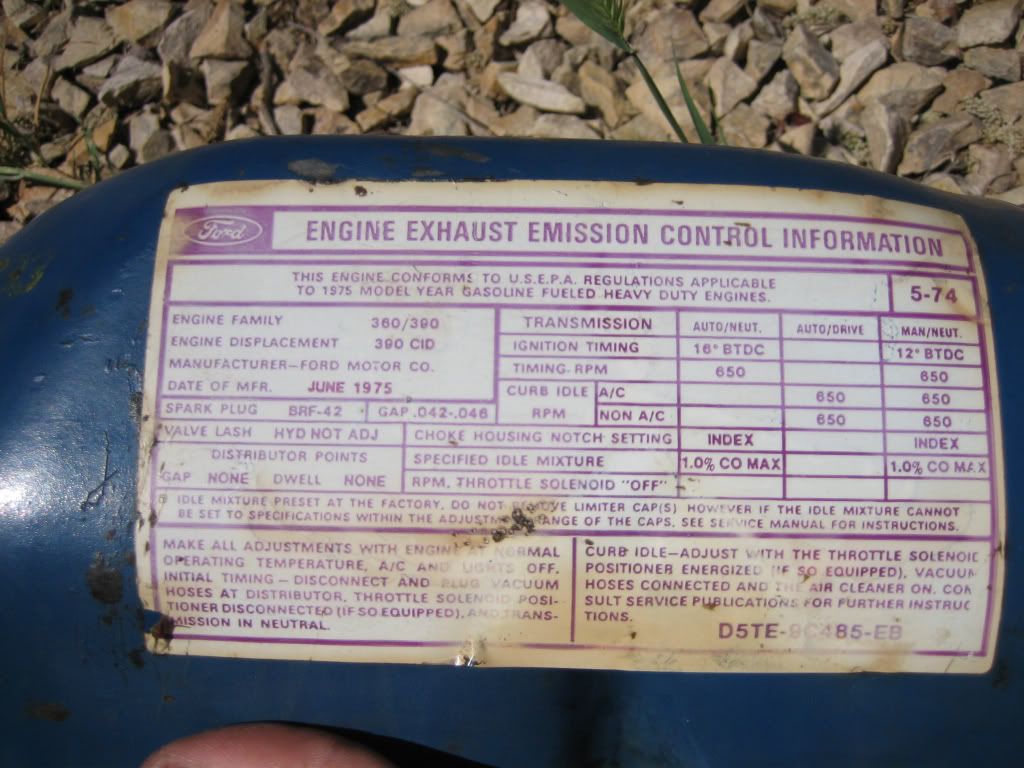 Ford ENGINE EXHAUST EMISSION CONTROL INFORMATION
THIS ENGINE CONFORMS TO U.S.E.P.A. REGULATIONS APPLICABLE
TO 1975 MODEL YEAR GASOLINE FUELED HEAVY DUTY ENGINES.
5-74
ENGINE FAMILY 360/390
ENGINE DISPLACEMENT 390 CID
MANUFACTURER—FORD MOTOR CO.
DATE OF MFR. JUNE 1975
SPARK PLUG BRF-42 GAP .042-.046
VALVE LASH HYD NOT ADJ
DISTRIBUTOR POINTS
GAP NONE DWELL NONE
TRANSMISSION AUTO/NEUT. AUTO/DRIVE MAN/NEUT.
IGNITION TIMING 16° BTDC 12° BTDC
TIMING RPM 650 650
CURB IDLE A/C 650 650
RPM NON A/C 650 650
CHOKE HOUSING NOTCH SETTING INDEX INDEX
SPECIFIED IDLE MIXTURE 1.0% CO MAX 1.0% CO MAX
RPM, THROTTLE SOLENOID "OFF"
IDLE MIXTURE PRESET AT THE FACTORY. DO NOT REMOVE LIMITER CAP(S) HOWEVER IF THE IDLE MIXTURE CANNOT
BE SET TO SPECIFICATIONS WITHIN THE ADJUSTM RANGE OF THE CAPS, SEE SERVICE MANUAL FOR INSTRUCTIONS.
MAKE ALL ADJUSTMENTS WITH ENGINE AT NORMAL
OPERATING TEMPERATURE, A/C AND LIGHTS OFF.
INITIAL TIMING — DISCONNECT AND PLUG VACUUM
HOSES AT DISTRIBUTOR, THROTTLE SOLENOID POSI-
TIONER DISCONNECTED (IF SO EQUIPPED), AND TRANS-
MISSION IN NEUTRAL.
CURB IDLE—ADJUST WITH THE THROTTLE SOLENOID
POSITIONER ENERGIZED (IF SO EQUIPPED), VACUUM
HOSES CONNECTED AND THE AIR CLEANER ON. CON
SULT SERVICE PUBLICATIONS FOR FURTHER INSTRUC
TIONS.
D5TE-9C485-EB